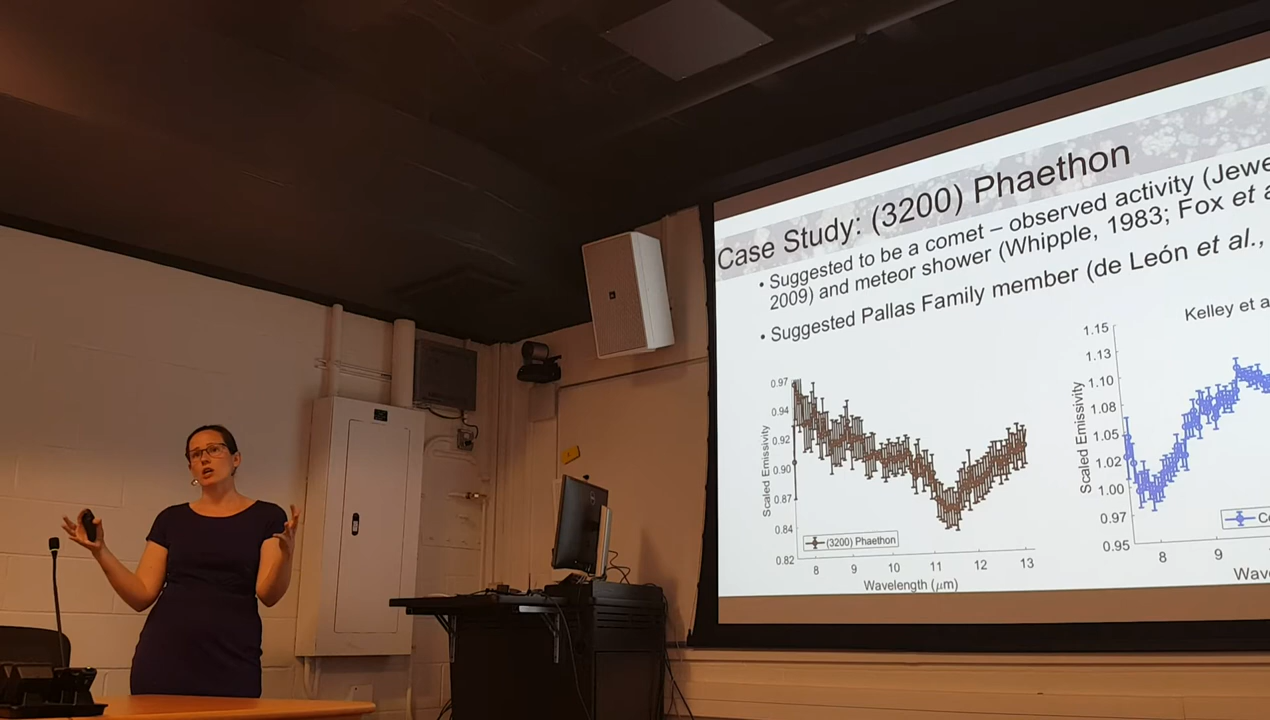 Case Study: (3200) Phaethon
• Suggested to be a comet – observed activity (Jewe
2009) and meteor shower (Whipple, 1983; Fox et a
• Suggested Pallas Family member (de León et al.,
0.97
0.94
0.92
0.90
0.87
0.84
0.82
Scaled Emissivity
(3200) Phaethon
8 9 10 11 12 13
Wavelength (μm)
Kelley et a
1.15
1.13
1.10
1.08
1.05
1.02
1.00
0.97
0.95
Scaled Emissivity
Co
8 9
Wav